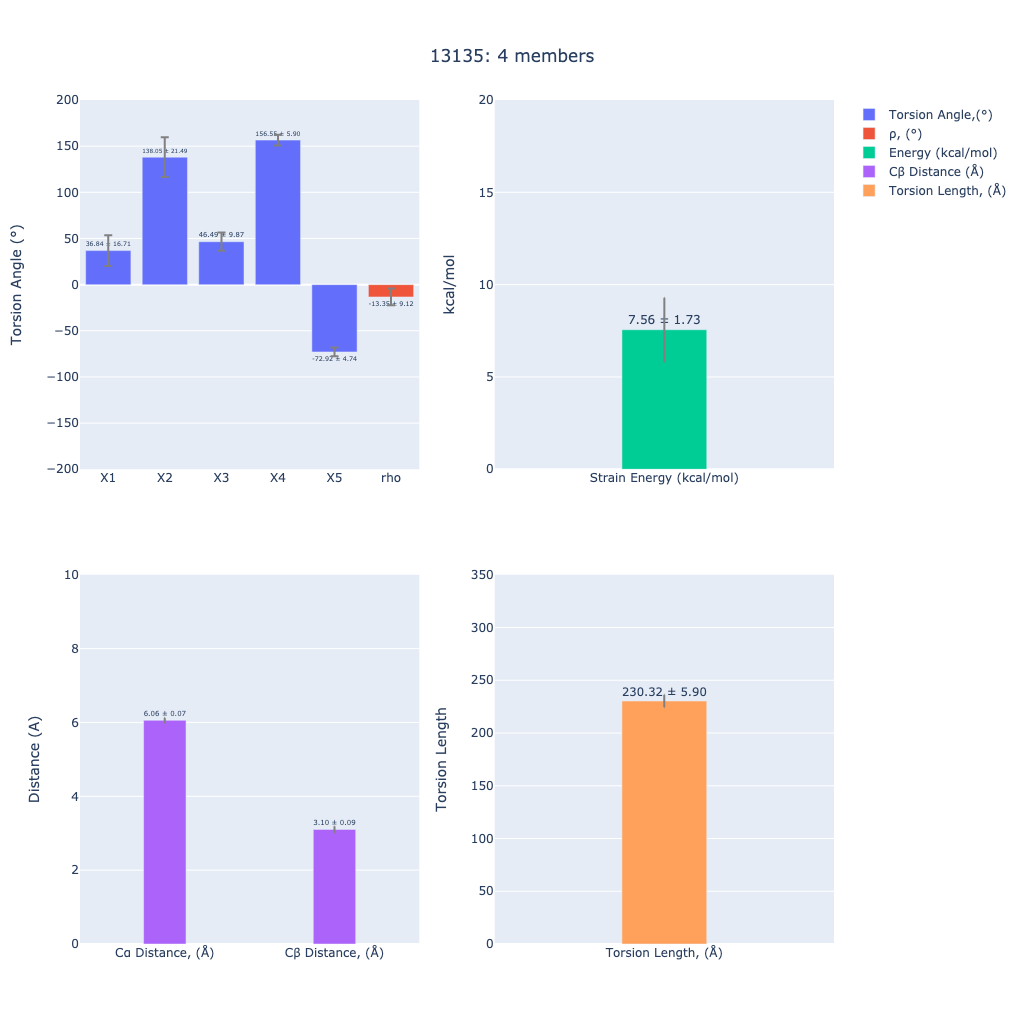 13135: 4 members
Torsion Angle (°)
200
150
100
50
0
−50
−100
−150
−200
36.84 ± 16.71
138.05 ± 21.49
46.49 ± 9.87
156.55 ± 5.90
-72.92 ± 4.74
-13.35 ± 9.12
X1 X2 X3 X4 X5 rho
kcal/mol
20
15
10
5
0
7.56 ± 1.73
Strain Energy (kcal/mol)
Torsion Angle,(°)
ρ, (°)
Energy (kcal/mol)
Cβ Distance (Å)
Torsion Length, (Å)
Distance (A)
10
8
6
4
2
0
6.06 ± 0.07
3.10 ± 0.09
Cα Distance, (Å) Cβ Distance, (Å)
Torsion Length
350
300
250
200
150
100
50
0
230.32 ± 5.90
Torsion Length, (Å)